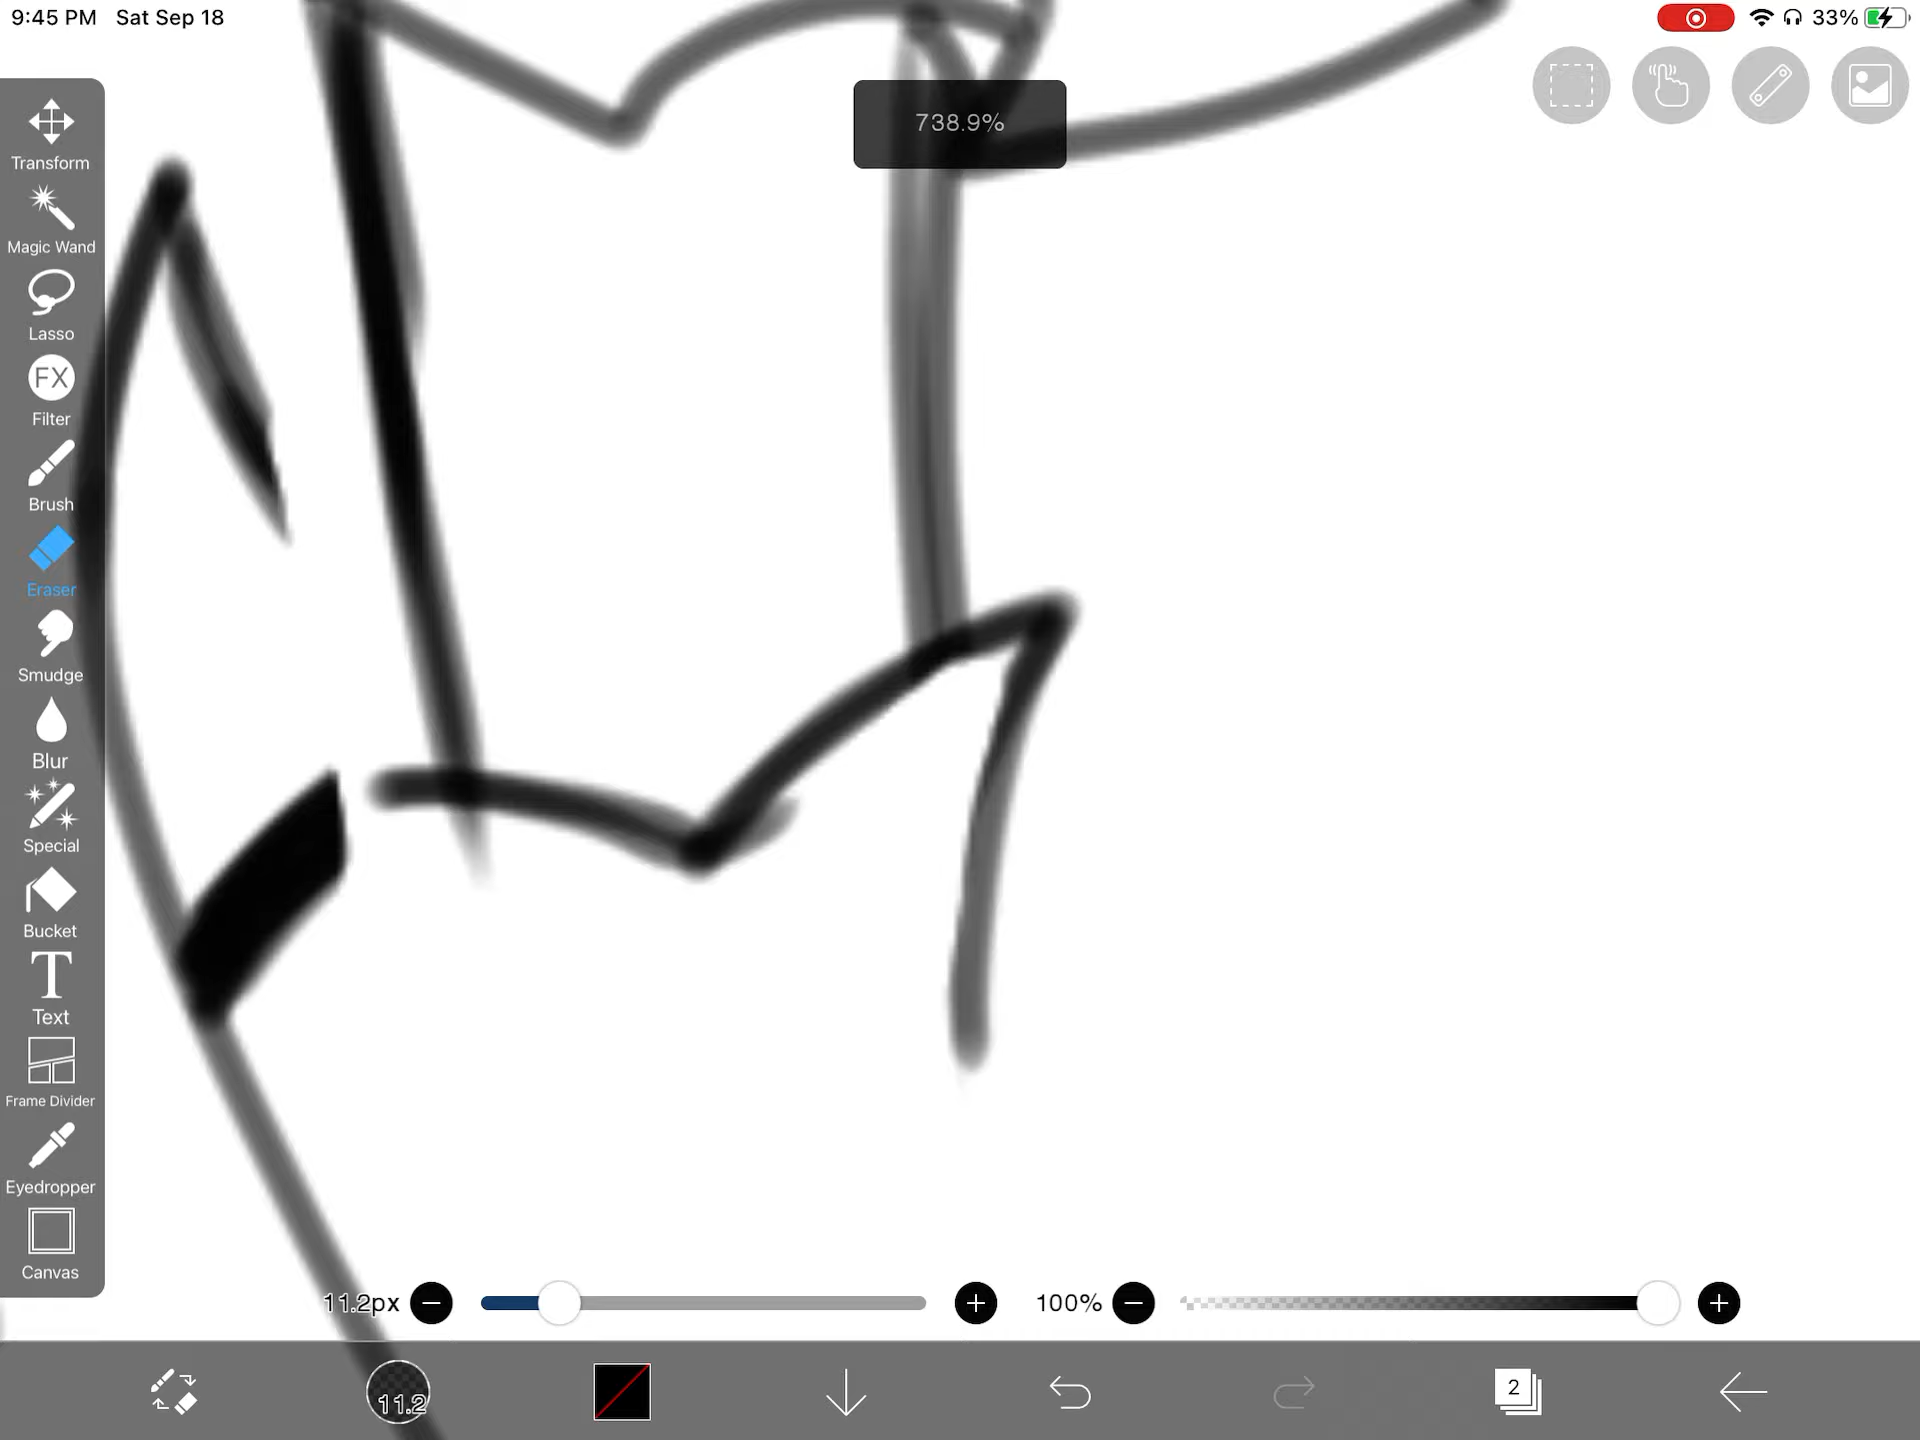 9:45 PM Sat Sep 18
33%
738.9%
Transform
Magic Wand
Lasso
FX
Filter
Brush
Eraser
Smudge
Blur
Special
Bucket
T
Text
Frame Divider
Eyedropper
Canvas
11.2px
100%
11.2
2